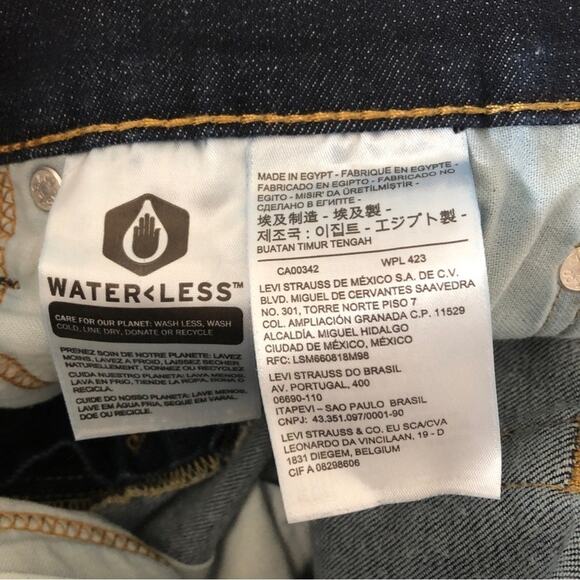 WATER<LESS™
CARE FOR OUR PLANET: WASH LESS, WASH
COLD, LINE DRY, DONATE OR RECYCLE
PRENEZ SOIN DE NOTRE PLANETE: LAVEZ
MOINS, LAVEZ A FROID, LAISSEZ SECHER
NATURELLEMENT, DONNEZ OU RECYCLEZ
CUIDA NUESTRO PLANETA: LAVA MENOS,
LAVA EN FRIO, TIENDE LA ROPA, DONA O
RECICLA.
CUIDE DO NOSSO PLANETA: LAVE MENOS,
LAVE EM ÁGUA FRIA, SEQUE EM VARAL,
DOE OU RECICLE.
MADE IN EGYPT - FABRIQUE EN EGYPTE -
FABRICADO EN EGIPTO - FABRICADO NO
EGITO - MISIR' DA ÜRETİLMİŞTİR -
СДЕЛАНО В ЕГИПТЕ -
埃及制造 - 埃及製 -
제조국 : 이집트 - エジプト製 -
BUATAN TIMUR TENGAH
CA00342 WPL 423
LEVI STRAUSS DE MÉXICO S.A. DE C.V.
BLVD. MIGUEL DE CERVANTES SAAVEDRA
NO. 301, TORRE NORTE PISO 7
COL. AMPLIACIÓN GRANADA C.P. 11529
ALCALDÍA. MIGUEL HIDALGO
CIUDAD DE MÉXICO, MÉXICO
RFC: LSM660818M98
LEVI STRAUSS DO BRASIL
AV. PORTUGAL, 400
06690-110
ITAPEVI – SAO PAULO BRASIL
CNPJ: 43.351.097/0001-90
LEVI STRAUSS & CO. EU SCA/CVA
LEONARDO DA VINCILAAN. 19 - D
1831 DIEGEM, BELGIUM
CIF A 08298606